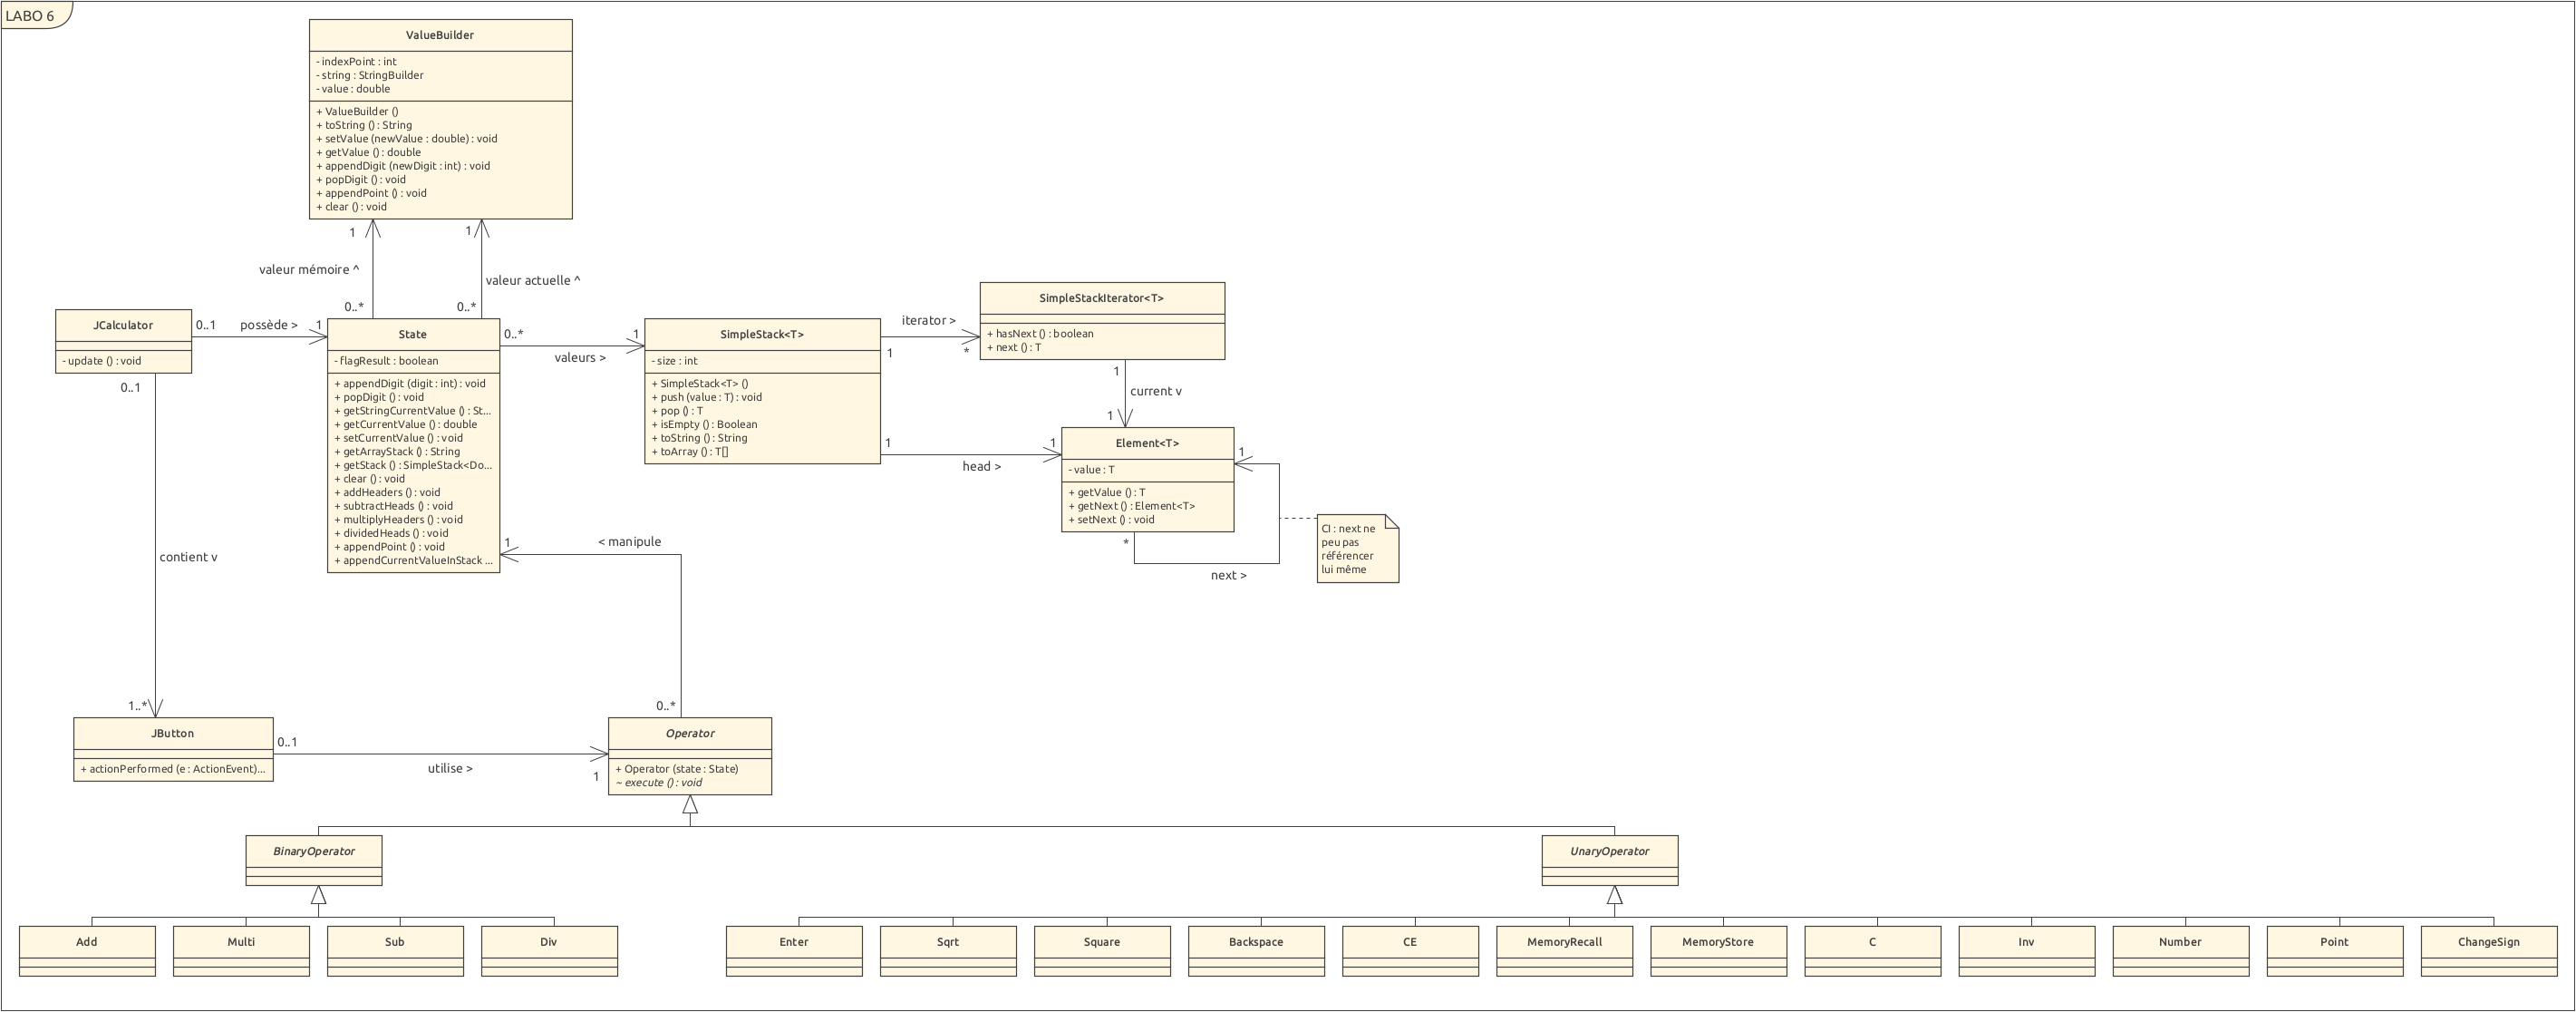 LABO 6
ValueBuilder
- indexPoint : int
- string : StringBuilder
- value : double
+ ValueBuilder ()
+ toString () : String
+ setValue (newValue : double) : void
+ getValue () : double
+ appendDigit (newDigit : int) : void
+ popDigit () : void
+ appendPoint () : void
+ clear () : void
1
1
valeur mémoire ^
valeur actuelle ^
0..*
0..*
JCalculator
- update () : void
0..1
possède >
1
0..1
State
- flagResult : boolean
+ appendDigit (digit : int) : void
+ popDigit () : void
+ getStringCurrentValue () : St...
+ getCurrentValue () : double
+ setCurrentValue () : void
+ getArrayStack () : String
+ getStack () : SimpleStack<Do...
+ clear () : void
+ addHeaders () : void
+ subtractHeads () : void
+ multiplyHeaders () : void
+ dividedHeads () : void
+ appendPoint () : void
+ appendCurrentValueInStack ...
0..*
valeurs >
1
SimpleStack<T>
- size : int
+ SimpleStack<T> ()
+ push (value : T) : void
+ pop () : T
+ isEmpty () : Boolean
+ toString () : String
+ toArray () : T[]
iterator >
1
*
SimpleStackIterator<T>
+ hasNext () : boolean
+ next () : T
1
current v
1
1
head >
1
Element<T>
- value : T
+ getValue () : T
+ getNext () : Element<T>
+ setNext () : void
1
*
next >
CI : next ne
peu pas
référencer
lui même
1
< manipule
0..*
contient v
1..*
JButton
+ actionPerformed (e : ActionEvent)...
0..1
utilise >
1
Operator
+ Operator (state : State)
~ execute () : void
BinaryOperator
UnaryOperator
Add
Multi
Sub
Div
Enter
Sqrt
Square
Backspace
CE
MemoryRecall
MemoryStore
C
Inv
Number
Point
ChangeSign